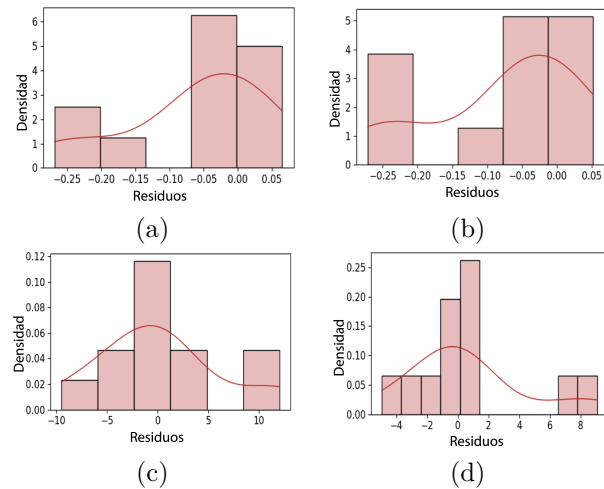 Densidad
6
5
4
3
2
1
0
−0.25 −0.20 −0.15 −0.10 −0.05 0.00 0.05
Residuos
(a)
Densidad
5
4
3
2
1
0
−0.25 −0.20 −0.15 −0.10 −0.05 0.00 0.05
Residuos
(b)
Densidad
0.12
0.10
0.08
0.06
0.04
0.02
0.00
−10 −5 0 5 10
Residuos
(c)
Densidad
0.25
0.20
0.15
0.10
0.05
0.00
−4 −2 0 2 4 6 8
Residuos
(d)